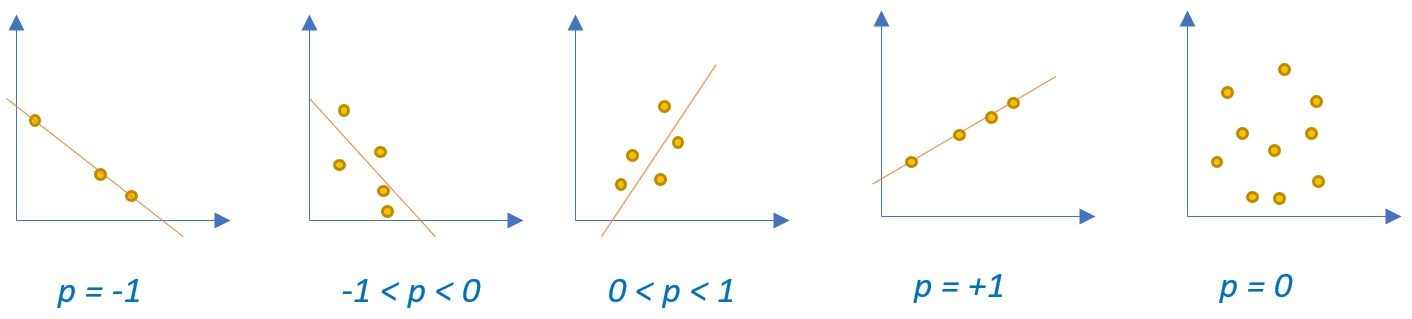 p = -1
-1 < p < 0
0 < p < 1
p = +1
p = 0